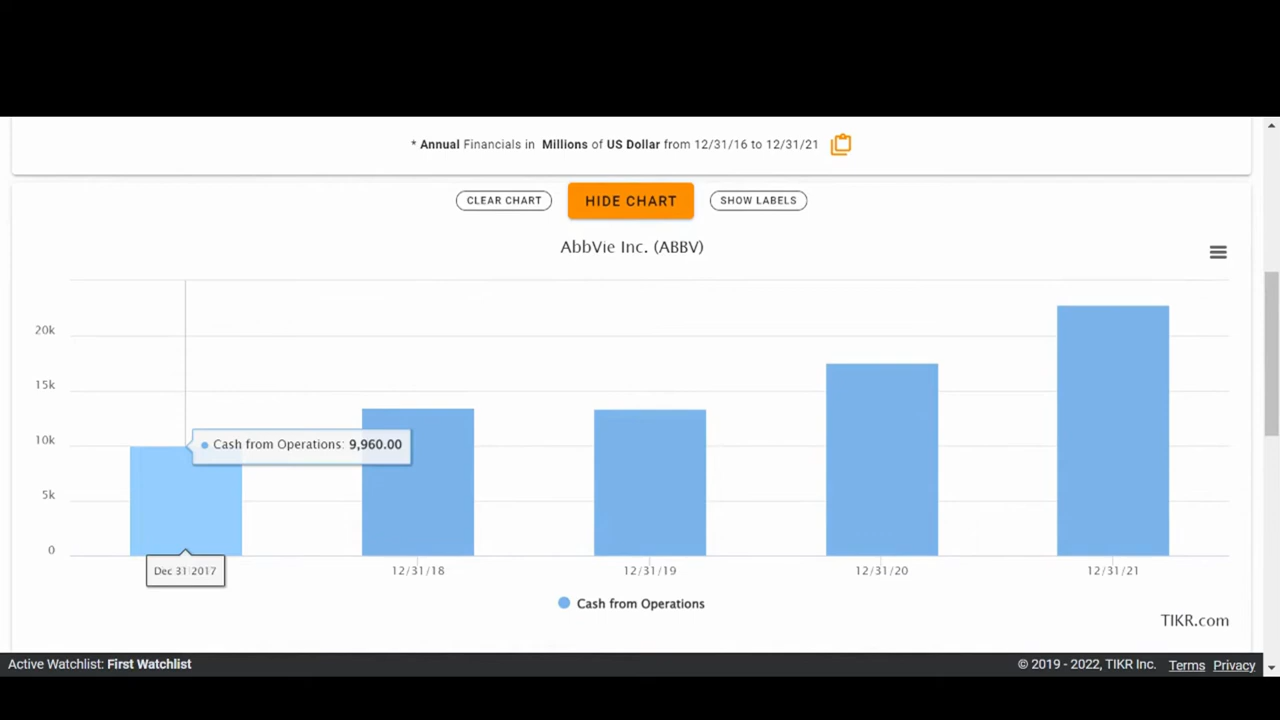 * Annual Financials in Millions of US Dollar from 12/31/16 to 12/31/21
CLEAR CHART HIDE CHART SHOW LABELS
AbbVie Inc. (ABBV)
20k
15k
10k
5k
0
Cash from Operations: 9,960.00
Dec 31 2017 12/31/18 12/31/19 12/31/20 12/31/21
Cash from Operations
TIKR.com
Active Watchlist: First Watchlist © 2019 - 2022, TIKR Inc. Terms Privacy